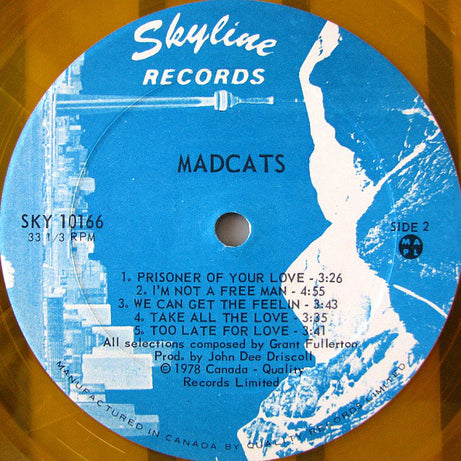 Skyline
RECORDS
MADCATS
SKY 10166
33 1/3 RPM
SIDE 2
M A
P L
1. PRISONER OF YOUR LOVE - 3:26
2. I'M NOT A FREE MAN - 4:55
3. WE CAN GET THE FEELIN - 3:43
4. TAKE ALL THE LOVE - 3:35
5. TOO LATE FOR LOVE - 3:41
All selections composed by Grant Fullerton
Prod. by John Dee Driscoll
©1978 Canada - Quality
Records Limited
MANUFACTURED IN CANADA BY QUALITY RECORDS LIMITED